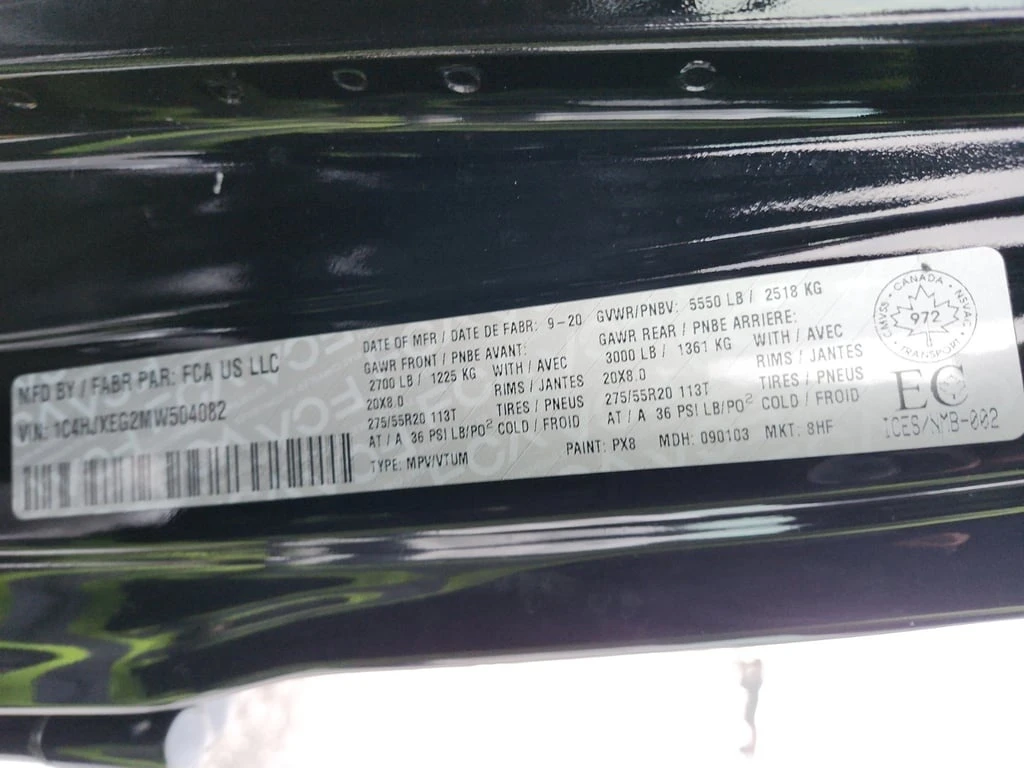 MFD BY / FABR PAR: FCA US LLC
VIN: 1C4HJXEG2MW504082
DATE OF MFR / DATE DE FABR: 9-20
GAWR FRONT / PNBE AVANT:
2700 LB / 1225 KG WITH / AVEC
20X8.0 RIMS / JANTES
275/55R20 113T TIRES / PNEUS
AT / A 36 PSI LB/PO² COLD / FROID
TYPE: MPV/VTUM
GVWR/PNBV: 5550 LB / 2518 KG
GAWR REAR / PNBE ARRIERE:
3000 LB / 1361 KG WITH / AVEC
20X8.0 RIMS / JANTES
275/55R20 113T TIRES / PNEUS
AT / A 36 PSI LB/PO² COLD / FROID
PAINT: PX8 MDH: 090103 MKT: 8HF
CANADA
CMVSS NSVAC
972
TRANSPORT
EC
ICES/NMB-002